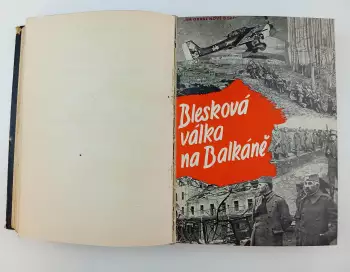 Blesková
válka
na Balkáně